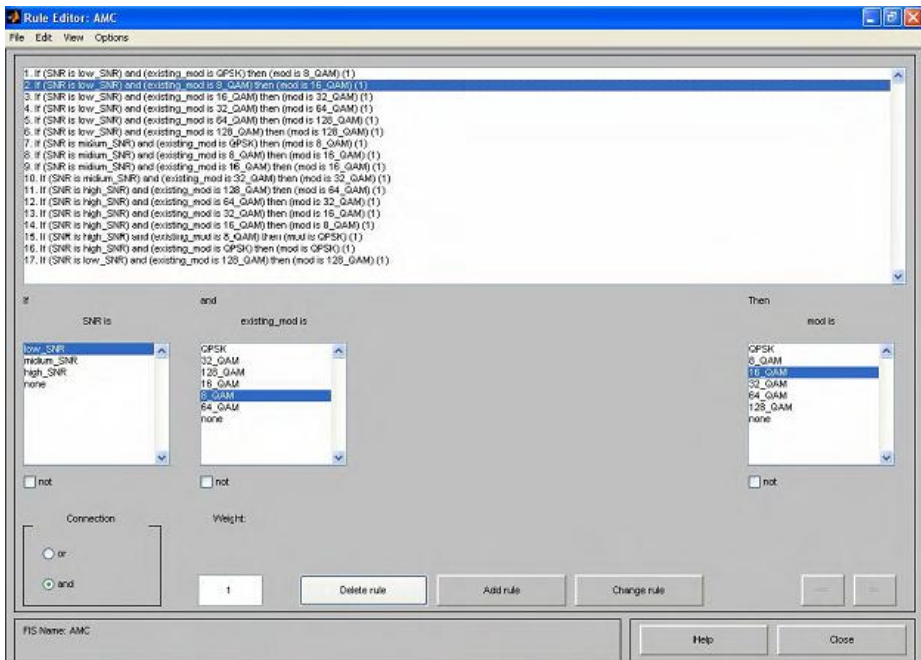 Rule Editor: AMC
File Edit View Options
1. If (SNR is low_SNR) and (existing_mod is QPSK) then (mod is 8_QAM) (1)
2. If (SNR is low_SNR) and (existing_mod is 8_QAM) then (mod is 16_QAM) (1)
3. If (SNR is low_SNR) and (existing_mod is 16_QAM) then (mod is 32_QAM) (1)
4. If (SNR is low_SNR) and (existing_mod is 32_QAM) then (mod is 64_QAM) (1)
5. If (SNR is low_SNR) and (existing_mod is 64_QAM) then (mod is 128_QAM) (1)
6. If (SNR is low_SNR) and (existing_mod is 128_QAM) then (mod is 128_QAM) (1)
7. If (SNR is midium_SNR) and (existing_mod is QPSK) then (mod is 8_QAM) (1)
8. If (SNR is midium_SNR) and (existing_mod is 8_QAM) then (mod is 16_QAM) (1)
9. If (SNR is midium_SNR) and (existing_mod is 16_QAM) then (mod is 16_QAM) (1)
10. If (SNR is midium_SNR) and (existing_mod is 32_QAM) then (mod is 32_QAM) (1)
11. If (SNR is high_SNR) and (existing_mod is 128_QAM) then (mod is 64_QAM) (1)
12. If (SNR is high_SNR) and (existing_mod is 64_QAM) then (mod is 32_QAM) (1)
13. If (SNR is high_SNR) and (existing_mod is 32_QAM) then (mod is 16_QAM) (1)
14. If (SNR is high_SNR) and (existing_mod is 16_QAM) then (mod is 8_QAM) (1)
15. If (SNR is high_SNR) and (existing_mod is 8_QAM) then (mod is QPSK) (1)
16. If (SNR is high_SNR) and (existing_mod is QPSK) then (mod is QPSK) (1)
17. If (SNR is low_SNR) and (existing_mod is 128_QAM) then (mod is 128_QAM) (1)
If and Then
SNR is existing_mod is mod is
low_SNR
midium_SNR
high_SNR
none
QPSK
32_QAM
128_QAM
16_QAM
8_QAM
64_QAM
none
QPSK
8_QAM
16_QAM
32_QAM
64_QAM
128_QAM
none
not not not
Connection Weight:
or
and
1 Delete rule Add rule Change rule
FIS Name: AMC Help Close